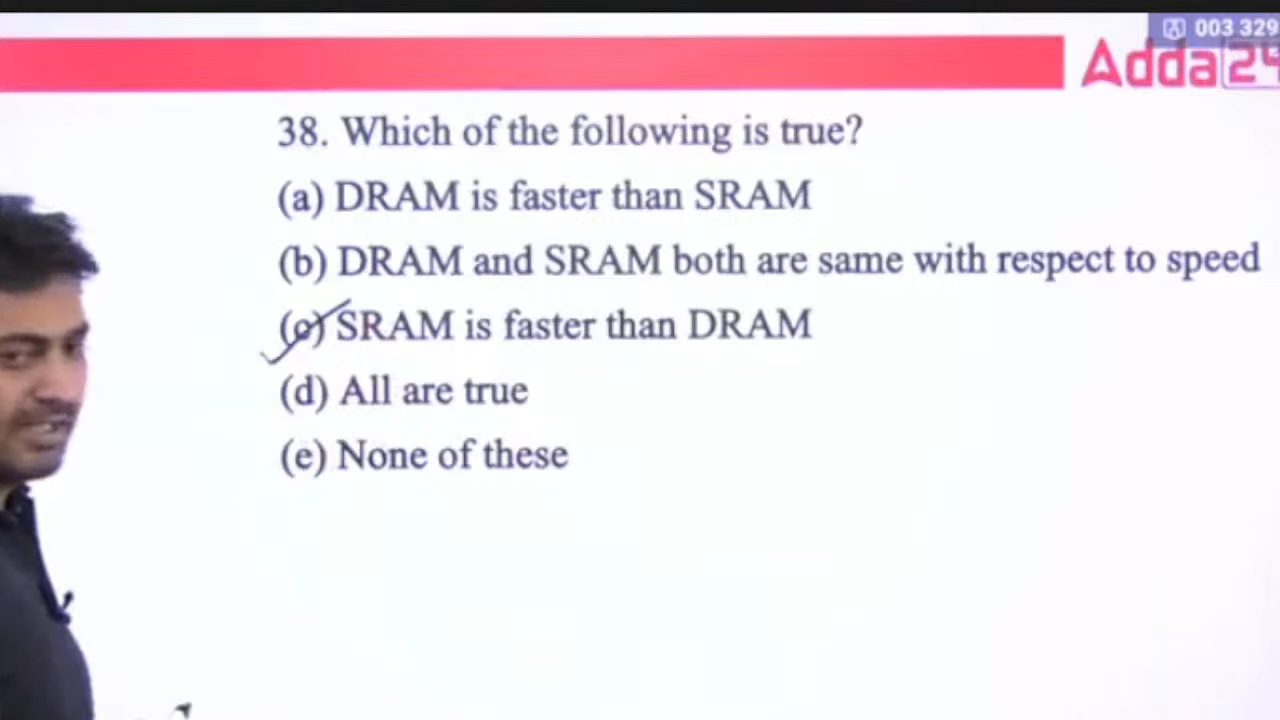 003 329
Adda24
38. Which of the following is true?
(a) DRAM is faster than SRAM
(b) DRAM and SRAM both are same with respect to speed
(c) SRAM is faster than DRAM
(d) All are true
(e) None of these